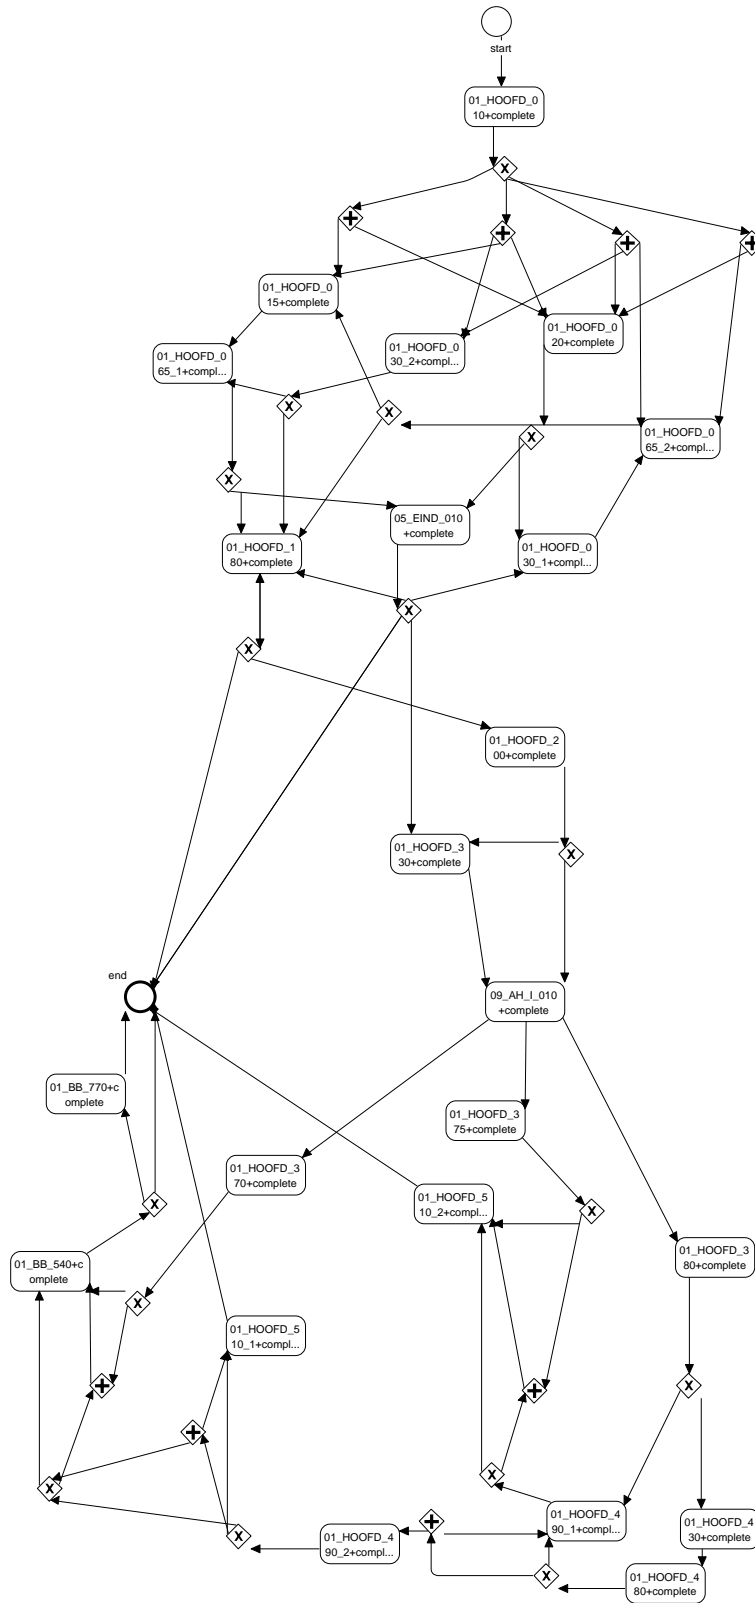 start
01_HOOFD_0
10+complete
X
01_HOOFD_0
15+complete
01_HOOFD_0
20+complete
01_HOOFD_0
30_2+compl...
01_HOOFD_0
65_1+compl...
X
X
01_HOOFD_0
65_2+compl...
X
X
05_EIND_010
+complete
01_HOOFD_1
80+complete
01_HOOFD_0
30_1+compl...
X
X
01_HOOFD_2
00+complete
01_HOOFD_3
30+complete
X
end
09_AH_I_010
+complete
01_BB_770+c
omplete
01_HOOFD_3
75+complete
01_HOOFD_3
70+complete
01_HOOFD_5
10_2+compl...
X
X
01_HOOFD_3
80+complete
01_BB_540+c
omplete
X
01_HOOFD_5
10_1+compl...
X
X
X
01_HOOFD_4
90_1+compl...
01_HOOFD_4
30+complete
X
01_HOOFD_4
90_2+compl...
X
01_HOOFD_4
80+complete